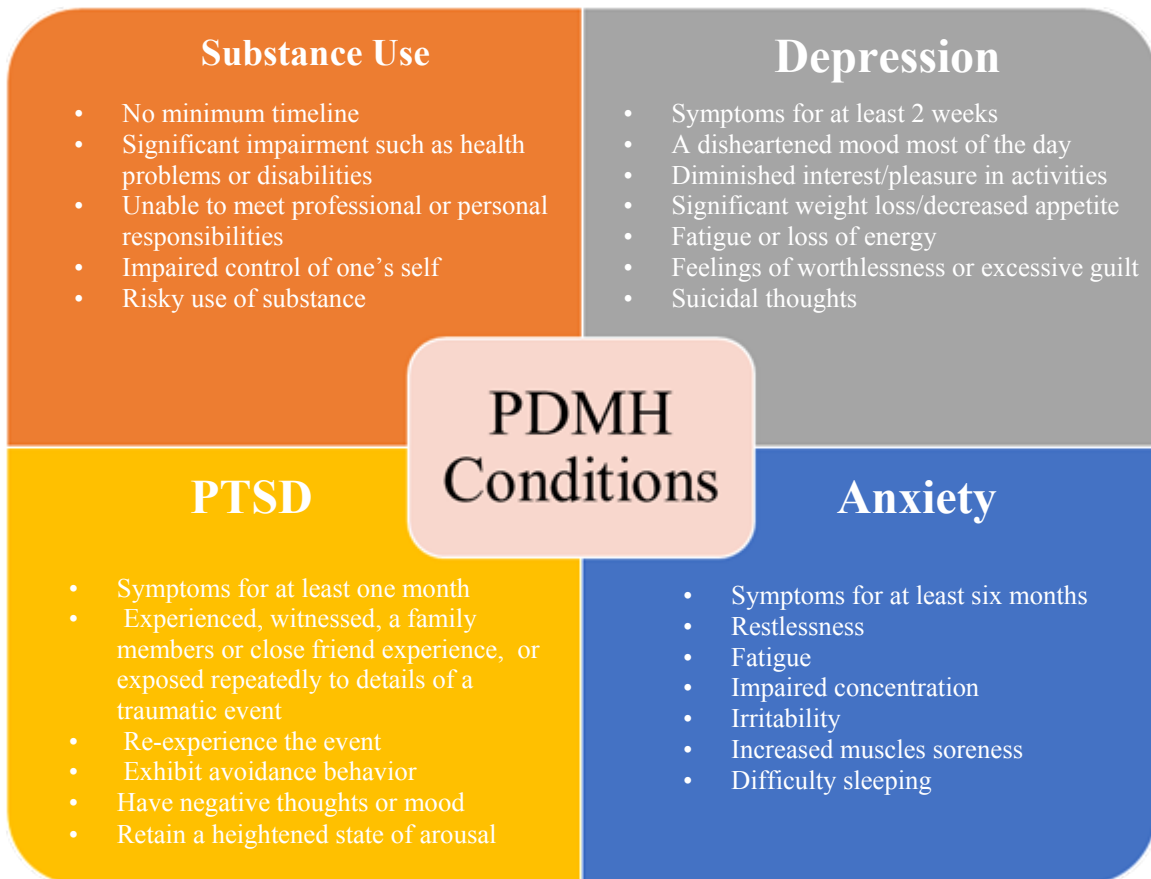 Substance Use
• No minimum timeline
• Significant impairment such as health
problems or disabilities
• Unable to meet professional or personal
responsibilities
• Impaired control of one's self
• Risky use of substance
Depression
• Symptoms for at least 2 weeks
• A disheartened mood most of the day
• Diminished interest/pleasure in activities
• Significant weight loss/decreased appetite
• Fatigue or loss of energy
• Feelings of worthlessness or excessive guilt
• Suicidal thoughts
PDMH
Conditions
PTSD
• Symptoms for at least one month
• Experienced, witnessed, a family
members or close friend experience, or
exposed repeatedly to details of a
traumatic event
• Re-experience the event
• Exhibit avoidance behavior
• Have negative thoughts or mood
• Retain a heightened state of arousal
Anxiety
• Symptoms for at least six months
• Restlessness
• Fatigue
• Impaired concentration
• Irritability
• Increased muscles soreness
• Difficulty sleeping